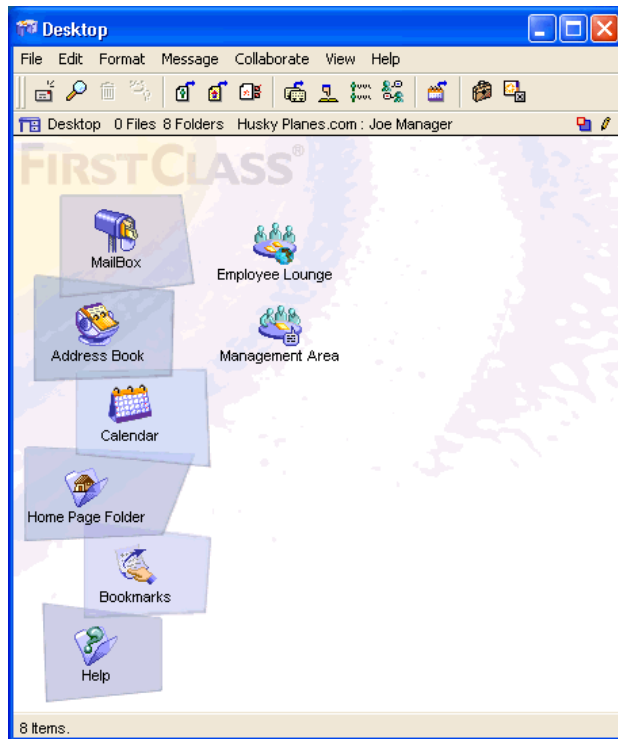 Desktop
File Edit Format Message Collaborate View Help
Desktop 0 Files 8 Folders Husky Planes.com : Joe Manager
FIRSTCLASS®
MailBox
Employee Lounge
Address Book
Management Area
Calendar
Home Page Folder
Bookmarks
Help
8 Items.